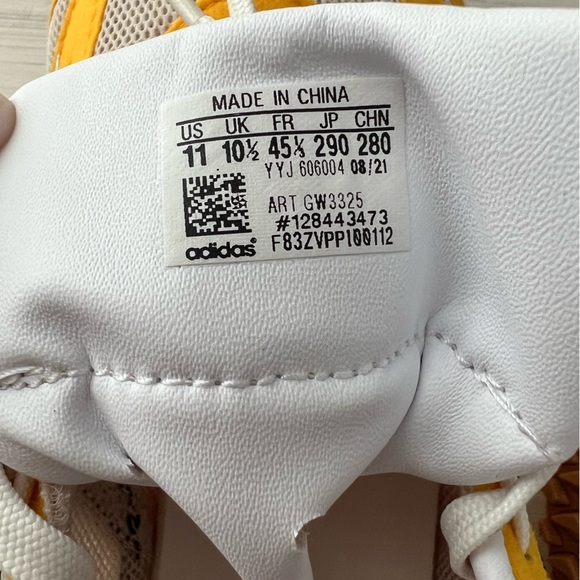 MADE IN CHINA
US UK FR JP CHN
11 10½ 45⅓ 290 280
YYJ 606004 08/21
ART GW3325
#128443473
adidas F83ZVPPI00112